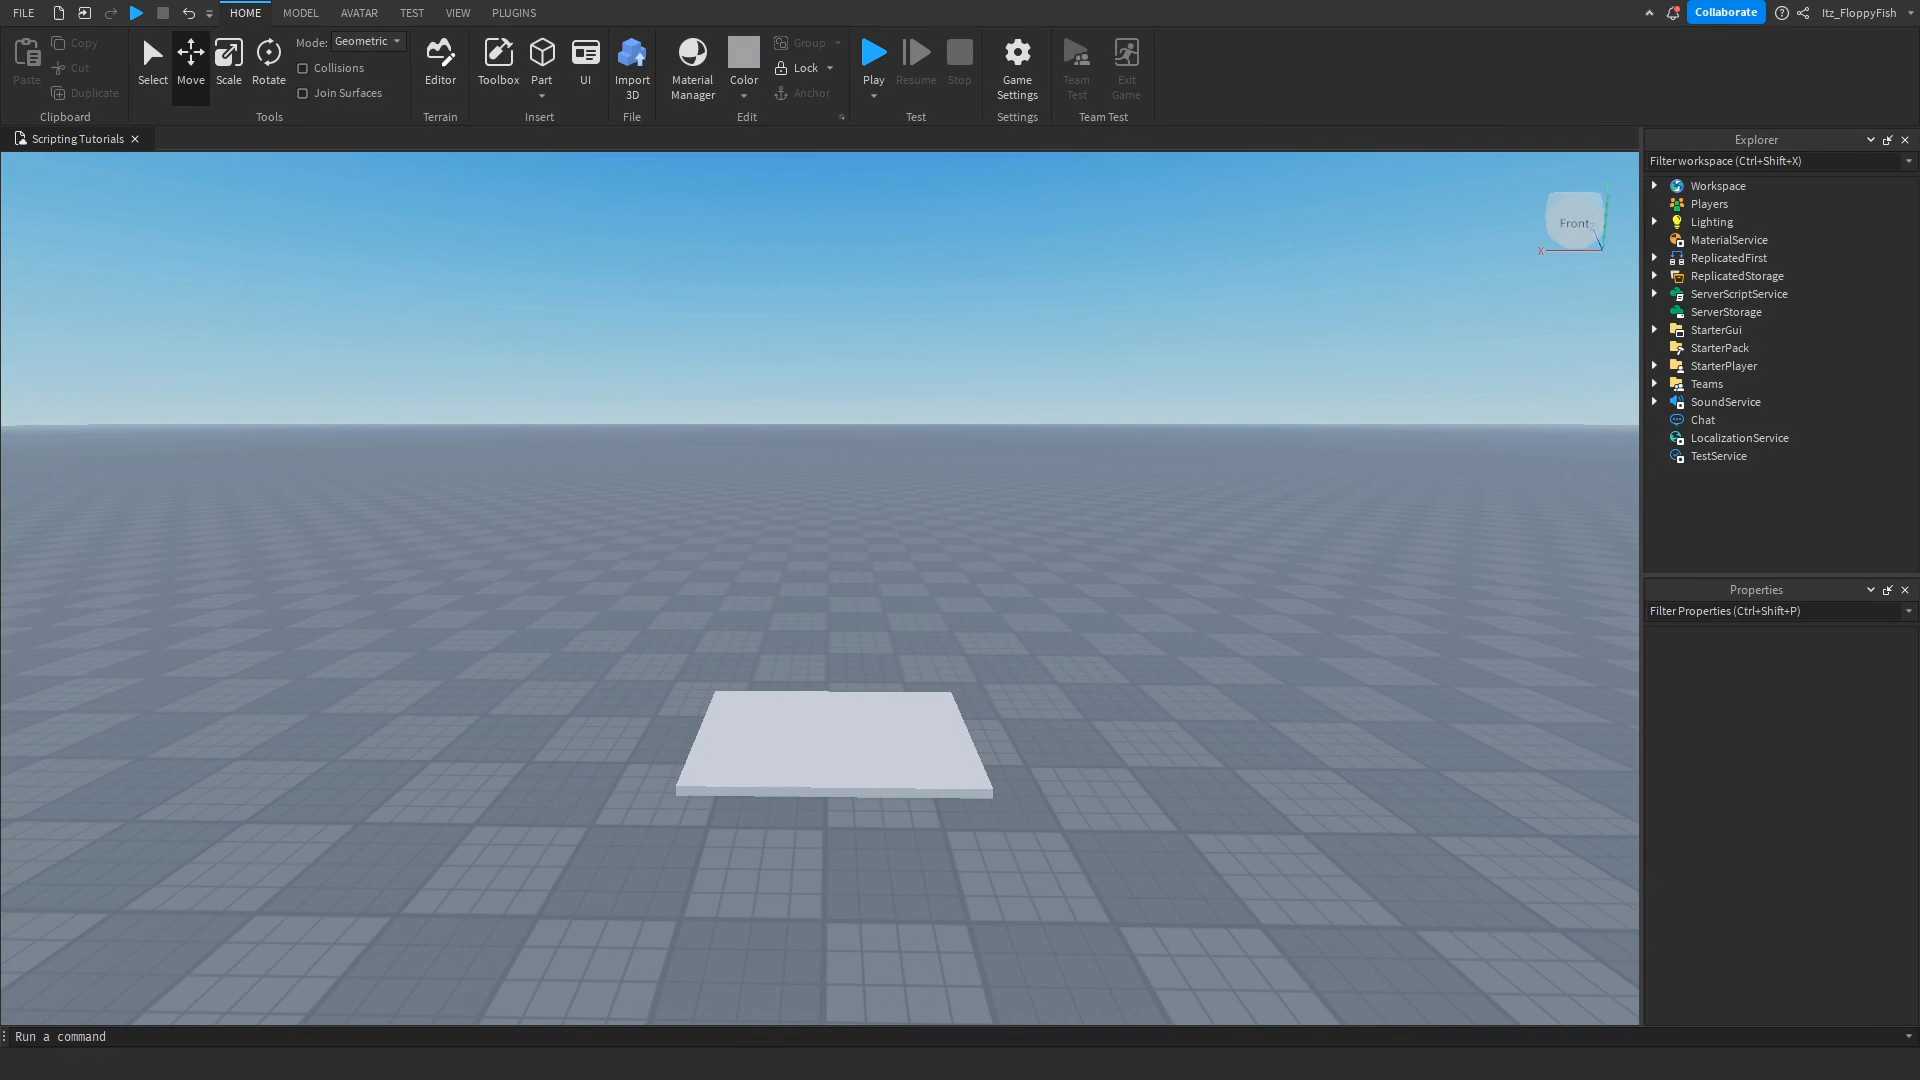 FILE
HOME
MODEL
AVATAR
TEST
VIEW
PLUGINS
Collaborate
Itz_FloppyFish
Paste
Copy
Cut
Duplicate
Clipboard
Select
Move
Scale
Rotate
Mode:
Geometric
Collisions
Join Surfaces
Tools
Editor
Terrain
Toolbox
Part
UI
Insert
Import
3D
File
Material
Manager
Color
Group
Lock
Anchor
Edit
Play
Resume
Stop
Test
Game
Settings
Settings
Team
Test
Exit
Game
Team Test
Scripting Tutorials
Front
X
Explorer
Filter workspace (Ctrl+Shift+X)
Workspace
Players
Lighting
MaterialService
ReplicatedFirst
ReplicatedStorage
ServerScriptService
ServerStorage
StarterGui
StarterPack
StarterPlayer
Teams
SoundService
Chat
LocalizationService
TestService
Properties
Filter Properties (Ctrl+Shift+P)
Run a command